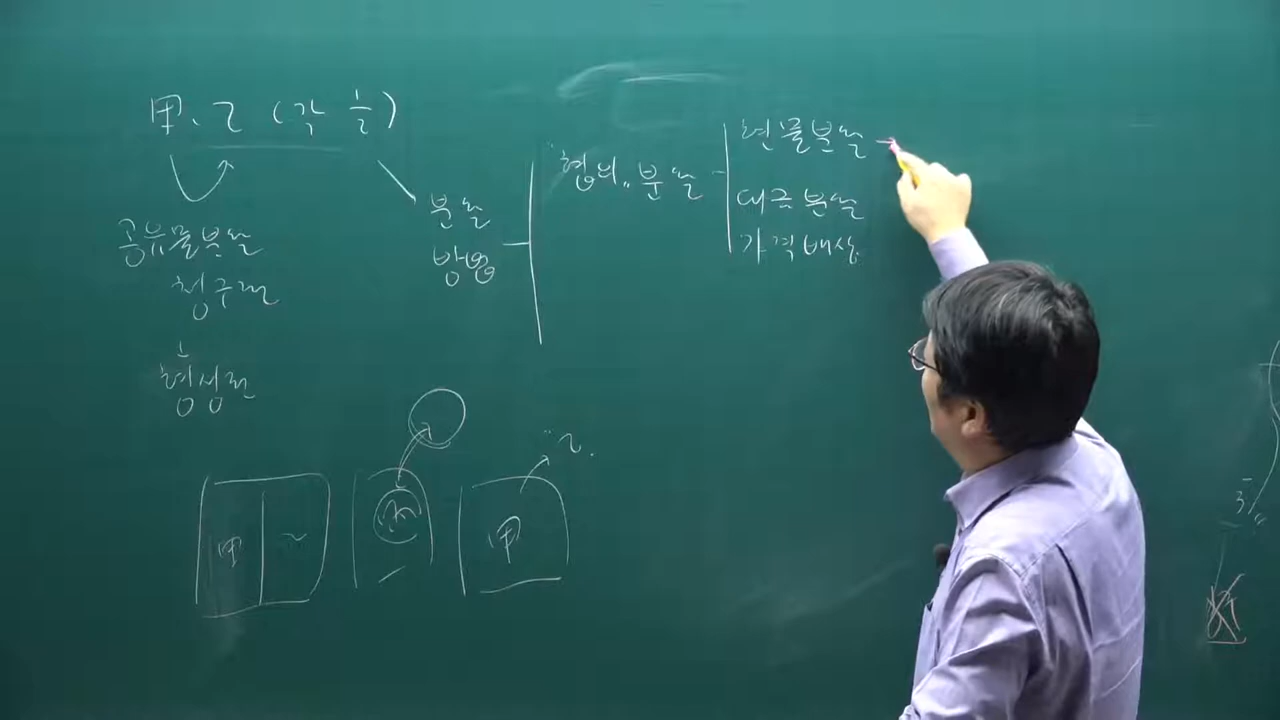 甲、乙 (각 1/2)
공유물분할
청구권
↓
형성권
분할
방법
"협의" 분할
현물분할
대금분할
가격배상
甲 乙
甲
乙